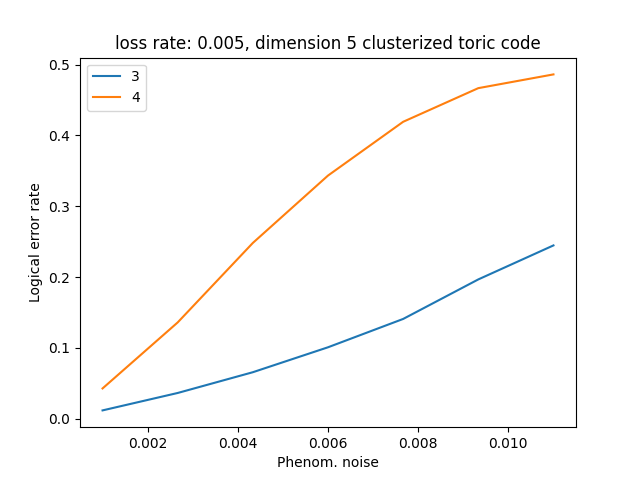 loss rate: 0.005, dimension 5 clusterized toric code
3
4
0.5
0.4
0.3
0.2
0.1
0.0
Logical error rate
0.002 0.004 0.006 0.008 0.010
Phenom. noise